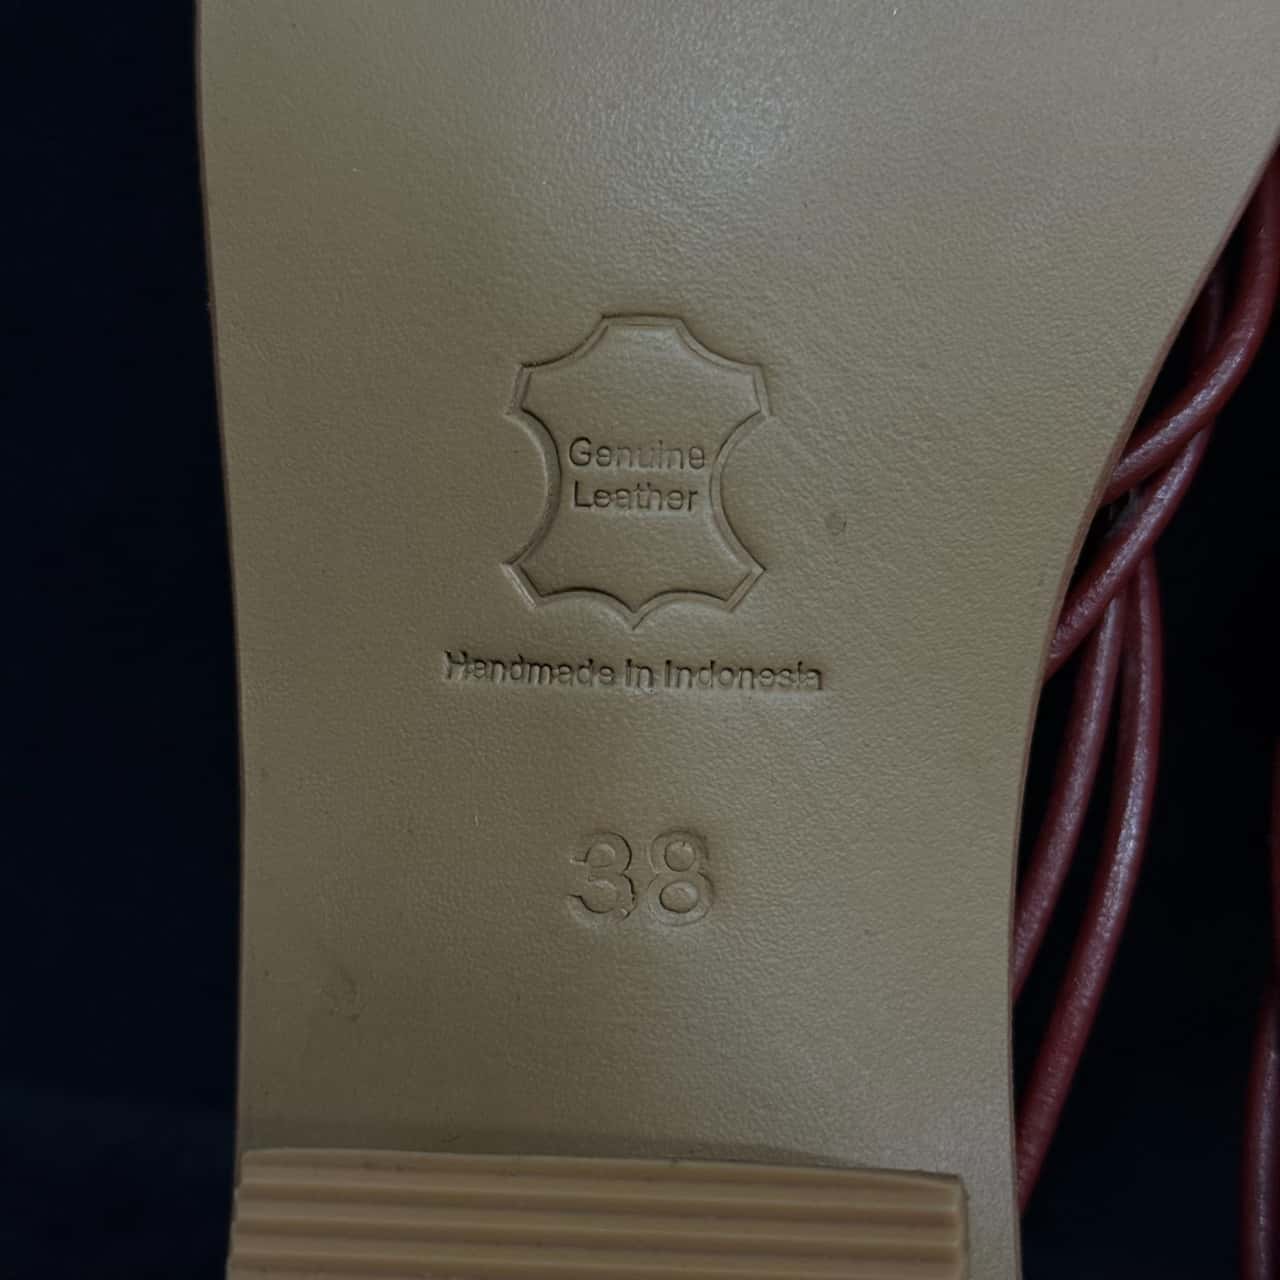 Genuine
Leather
Handmade In Indonesia
38